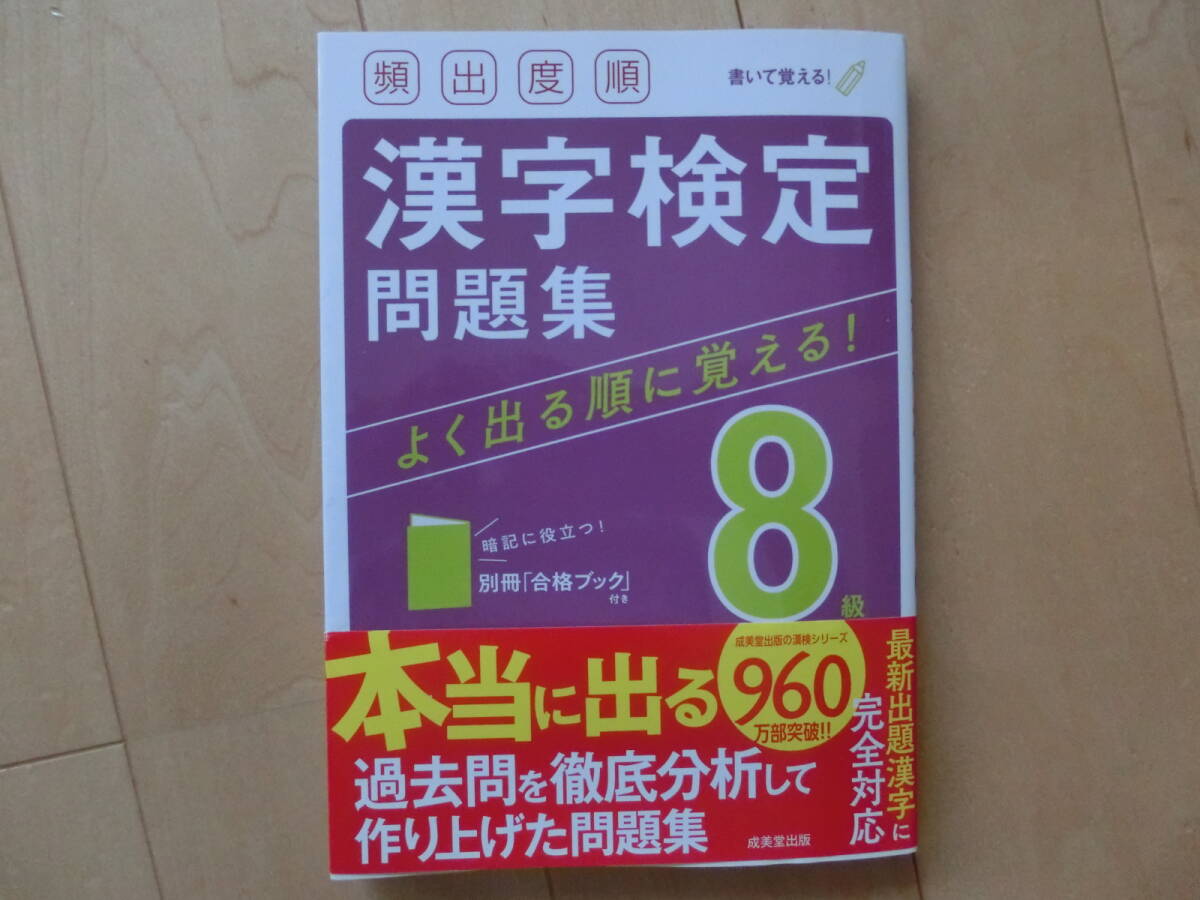 頻出度順
書いて覚える!
漢字検定
問題集
よく出る順に覚える!
8級
暗記に役立つ!
別冊「合格ブック」
付き
本当に出る
過去問を徹底分析して
作り上げた問題集
成美堂出版の漢検シリーズ
960
万部突破!!
最新出題漢字に
完全対応
成美堂出版